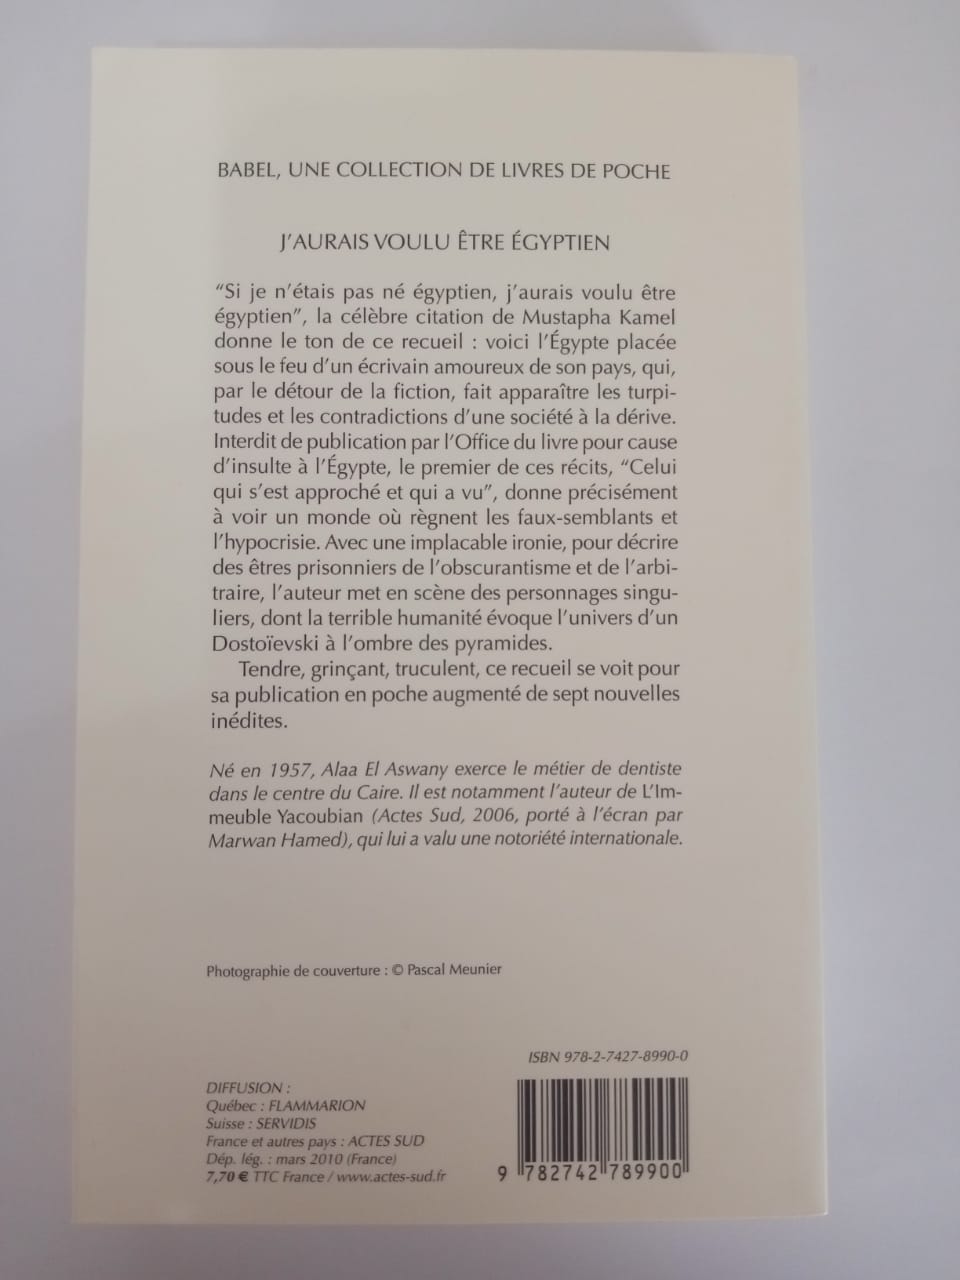 BABEL, UNE COLLECTION DE LIVRES DE POCHE
J'AURAIS VOULU ÊTRE ÉGYPTIEN
“Si je n'étais pas né égyptien, j'aurais voulu être
égyptien”, la célèbre citation de Mustapha Kamel
donne le ton de ce recueil : voici l'Égypte placée
sous le feu d'un écrivain amoureux de son pays, qui,
par le détour de la fiction, fait apparaître les turpi-
tudes et les contradictions d'une société à la dérive.
Interdit de publication par l'Office du livre pour cause
d'insulte à l'Égypte, le premier de ces récits, “Celui
qui s'est approché et qui a vu”, donne précisément
à voir un monde où règnent les faux-semblants et
l'hypocrisie. Avec une implacable ironie, pour décrire
des êtres prisonniers de l'obscurantisme et de l'arbi-
traire, l'auteur met en scène des personnages singu-
liers, dont la terrible humanité évoque l'univers d'un
Dostoïevski à l'ombre des pyramides.
Tendre, grinçant, truculent, ce recueil se voit pour
sa publication en poche augmenté de sept nouvelles
inédites.
Né en 1957, Alaa El Aswany exerce le métier de dentiste
dans le centre du Caire. Il est notamment l'auteur de L'Im-
meuble Yacoubian (Actes Sud, 2006, porté à l'écran par
Marwan Hamed), qui lui a valu une notoriété internationale.
Photographie de couverture : © Pascal Meunier
ISBN 978-2-7427-8990-0
DIFFUSION :
Québec : FLAMMARION
Suisse : SERVIDIS
France et autres pays : ACTES SUD
Dép. lég. : mars 2010 (France)
7,70 € TTC France / www.actes-sud.fr
9 782742 789900